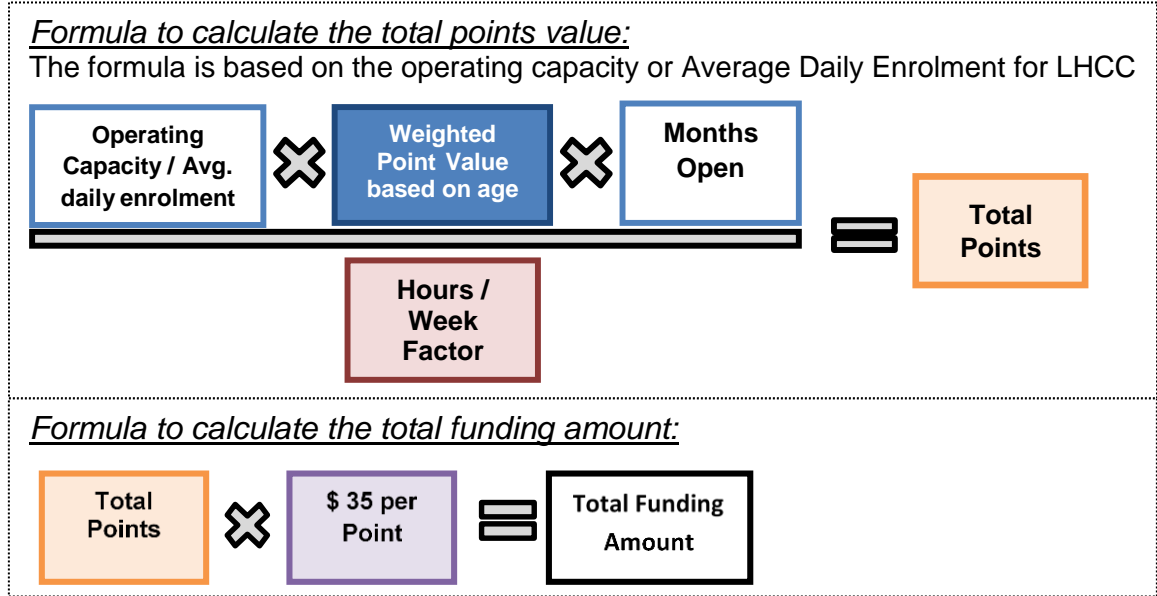 Formula to calculate the total points value:
The formula is based on the operating capacity or Average Daily Enrolment for LHCC
Operating
Capacity / Avg.
daily enrolment
Weighted
Point Value
based on age
Months
Open
Hours /
Week
Factor
Total
Points
Formula to calculate the total funding amount:
Total
Points
$ 35 per
Point
Total Funding
Amount